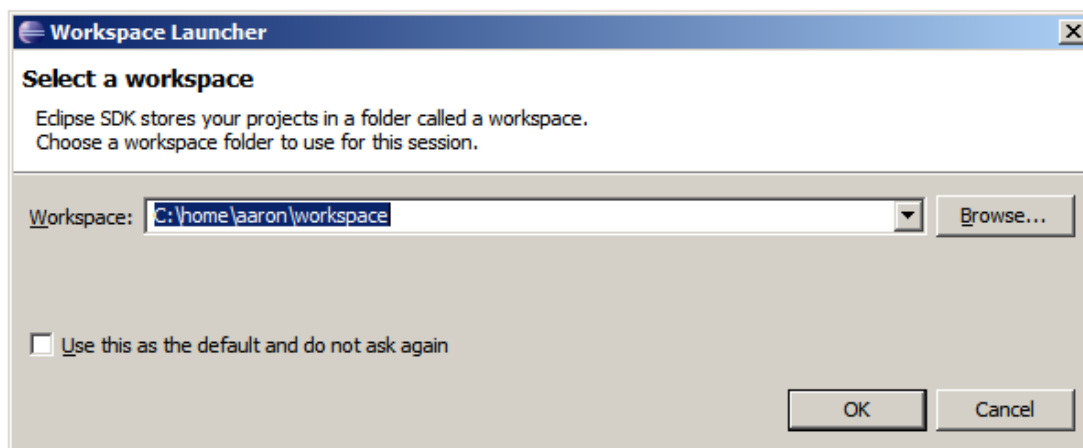 Workspace Launcher
Select a workspace
Eclipse SDK stores your projects in a folder called a workspace.
Choose a workspace folder to use for this session.
Workspace: C:\home\aaron\workspace Browse...
Use this as the default and do not ask again
OK Cancel